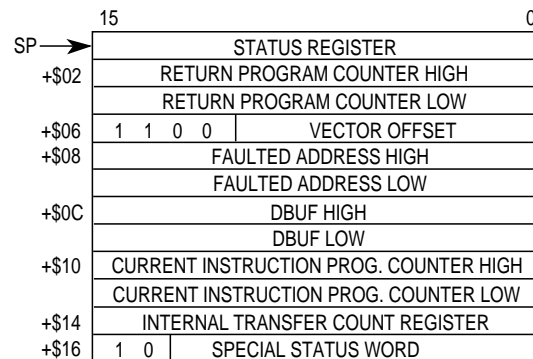 15 0
SP STATUS REGISTER
+$02 RETURN PROGRAM COUNTER HIGH
RETURN PROGRAM COUNTER LOW
+$06 1 1 0 0 VECTOR OFFSET
+$08 FAULTED ADDRESS HIGH
FAULTED ADDRESS LOW
+$0C DBUF HIGH
DBUF LOW
+$10 CURRENT INSTRUCTION PROG. COUNTER HIGH
CURRENT INSTRUCTION PROG. COUNTER LOW
+$14 INTERNAL TRANSFER COUNT REGISTER
+$16 1 0 SPECIAL STATUS WORD